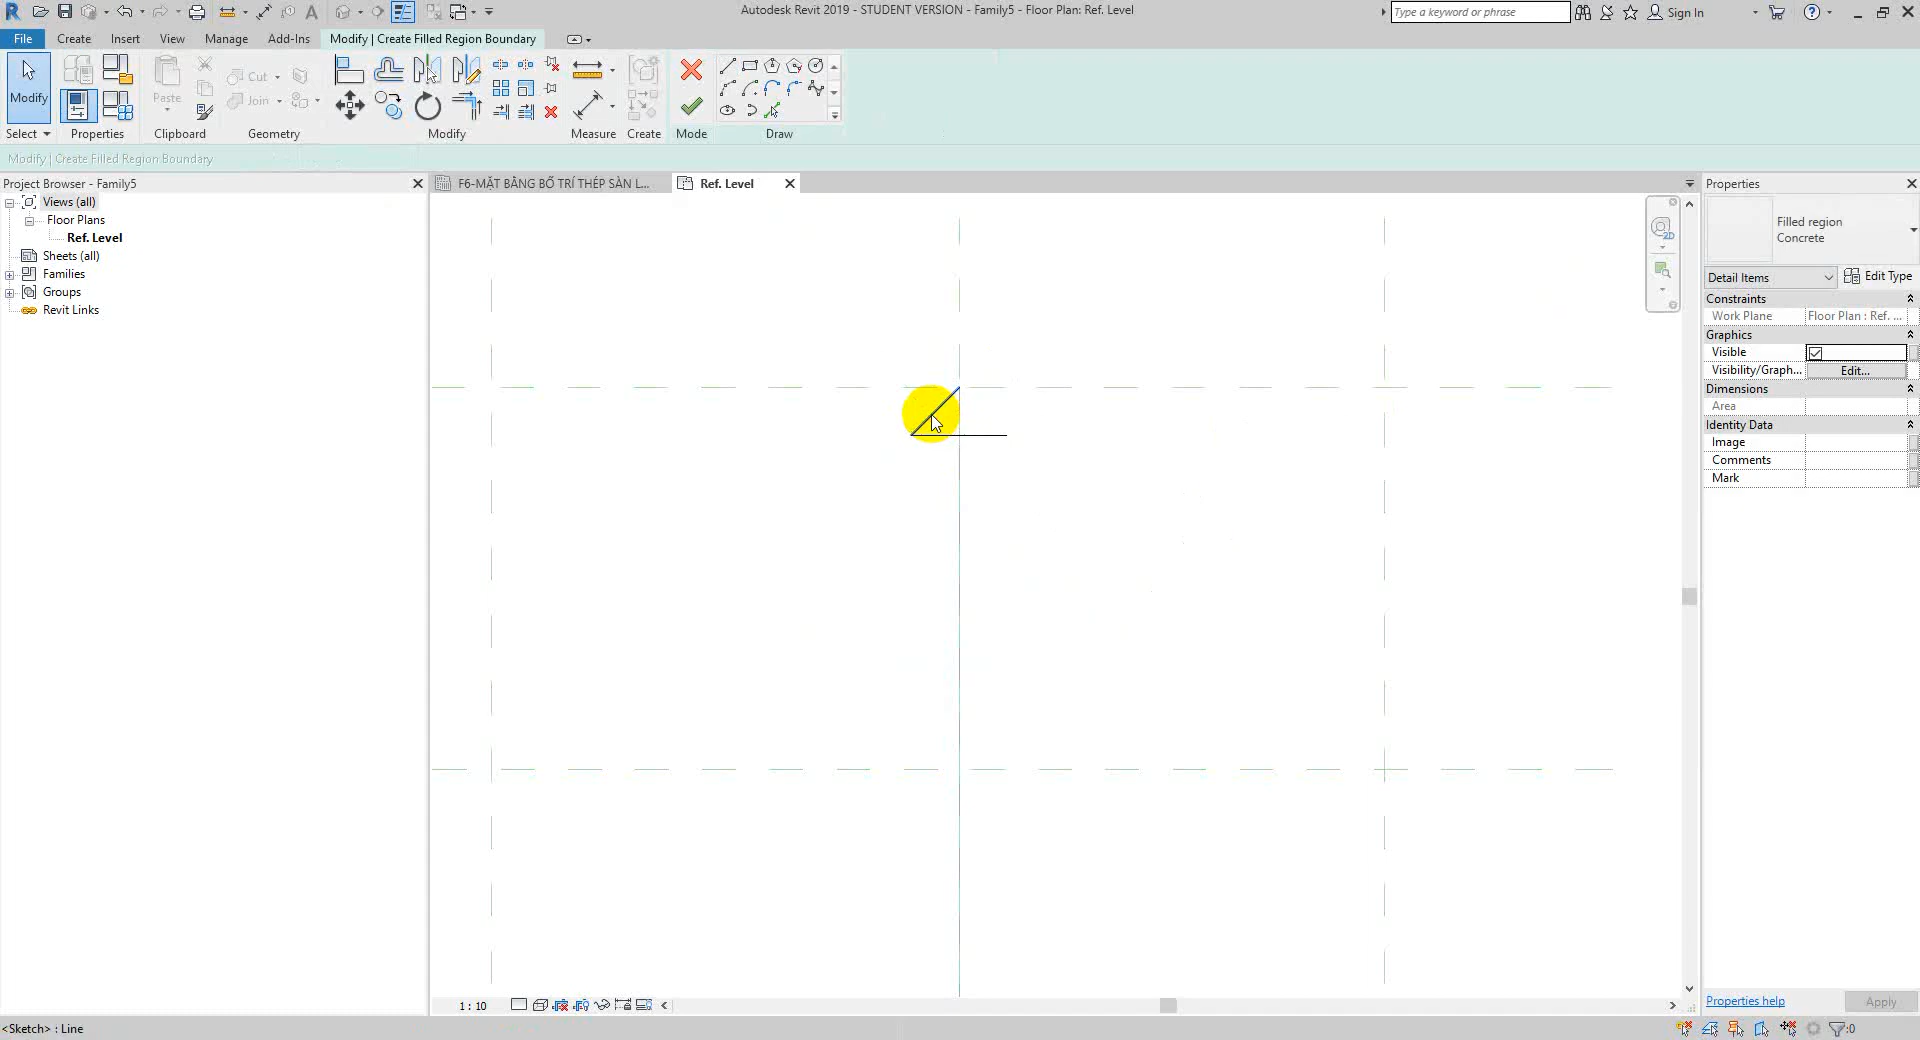 Autodesk Revit 2019 - STUDENT VERSION - Family5 - Floor Plan: Ref. Level
Type a keyword or phrase
Sign In
File Create Insert View Manage Add-Ins Modify | Create Filled Region Boundary
Modify
Paste
Cut
Join
Select Properties Clipboard Geometry Modify Measure Create Mode Draw
Modify | Create Filled Region Boundary
Project Browser - Family5
Views (all)
Floor Plans
Ref. Level
Sheets (all)
Families
Groups
Revit Links
F6-MẶT BẰNG BỐ TRÍ THÉP SÀN L...
Ref. Level
2D
Properties
Filled region
Concrete
Detail Items
Edit Type
Constraints
Work Plane Floor Plan : Ref. ...
Graphics
Visible
Visibility/Graph... Edit...
Dimensions
Area
Identity Data
Image
Comments
Mark
Properties help
Apply
1 : 10
<Sketch> : Line
:0